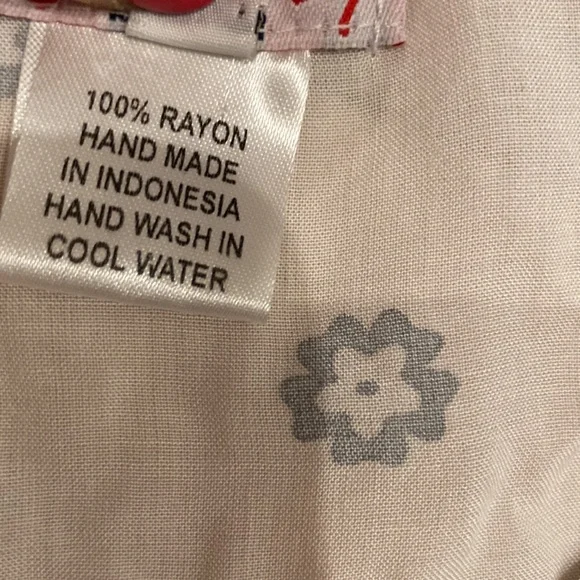 100% RAYON
HAND MADE
IN INDONESIA
HAND WASH IN
COOL WATER